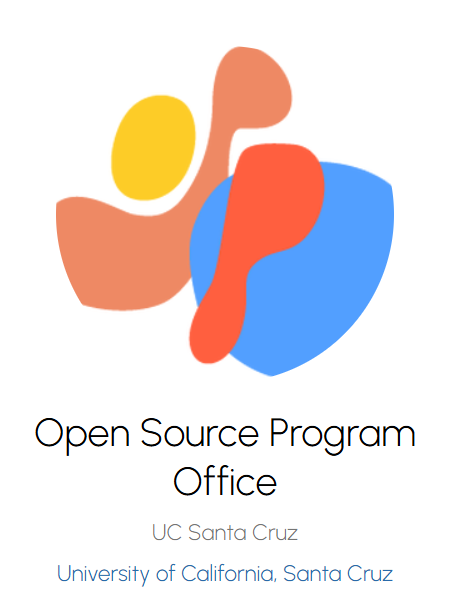 Open Source Program
Office
UC Santa Cruz
University of California, Santa Cruz